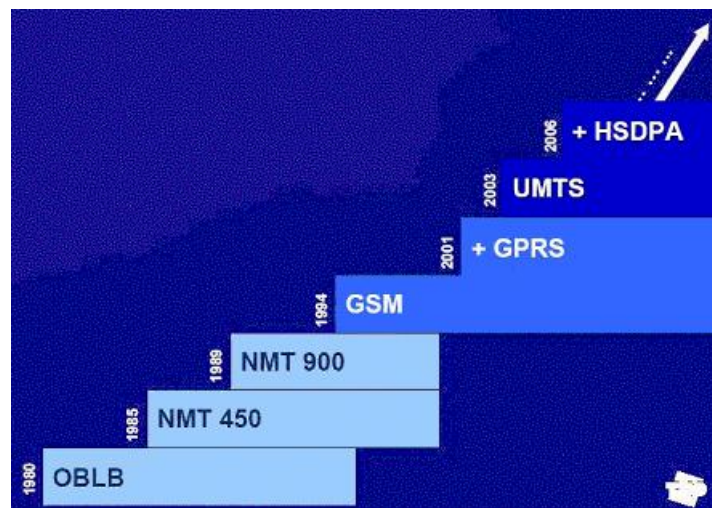 2006
+ HSDPA
2003
UMTS
2001
+ GPRS
1994
GSM
1989
NMT 900
1985
NMT 450
1980
OBLB